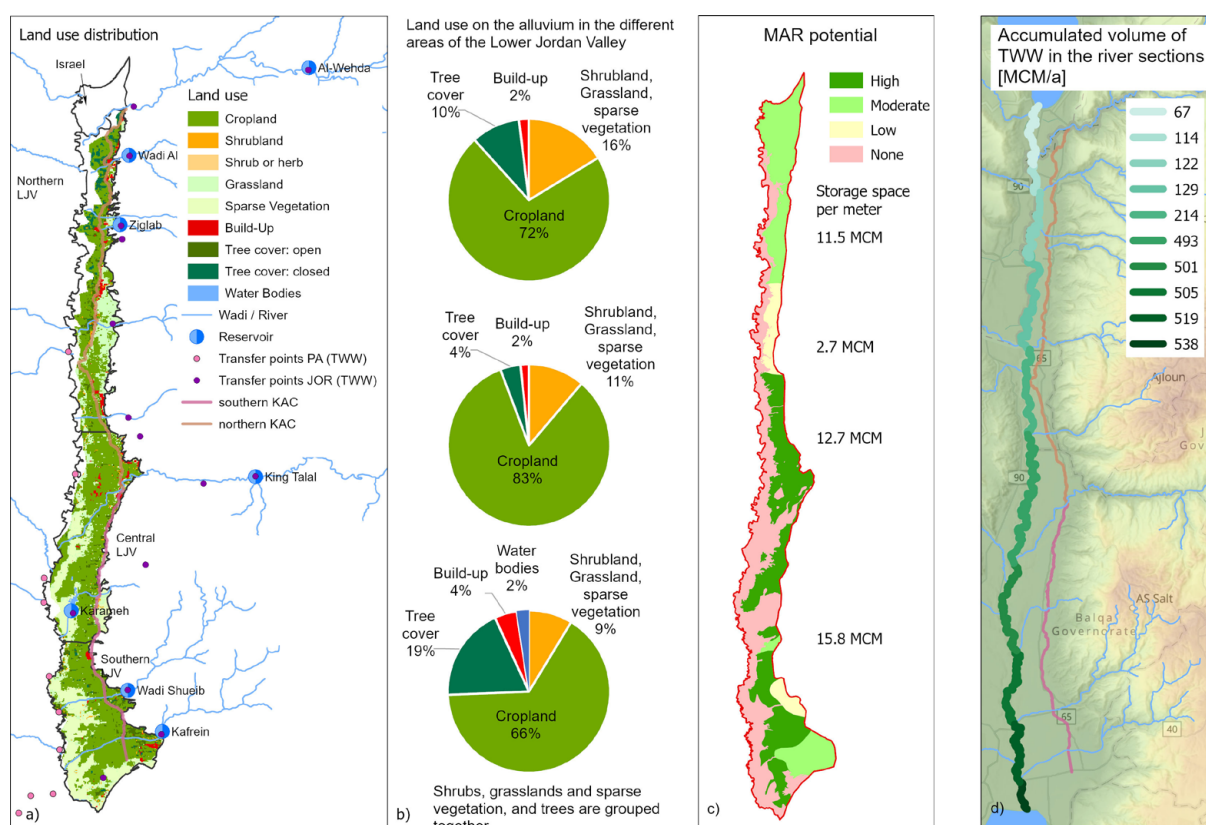 Land use distribution
Israel
Al-Wehda
Land use
Cropland
Shrubland
Shrub or herb
Grassland
Sparse Vegetation
Build-Up
Tree cover: open
Tree cover: closed
Water Bodies
Wadi / River
Reservoir
Transfer points PA (TWW)
Transfer points JOR (TWW)
southern KAC
northern KAC
Wadi Al
Northern
LJV
Ziglab
King Talal
Central
LJV
Karameh
Southern
LJV
Wadi Shueib
Kafrein
a)
Land use on the alluvium in the different
areas of the Lower Jordan Valley
Tree
cover
10%
Build-up
2%
Shrubland,
Grassland,
sparse
vegetation
16%
Cropland
72%
Tree
cover
4%
Build-up
2%
Shrubland,
Grassland,
sparse
vegetation
11%
Cropland
83%
Tree
cover
19%
Build-up
4%
Water
bodies
2%
Shrubland,
Grassland,
sparse
vegetation
9%
Cropland
66%
Shrubs, grasslands and sparse
vegetation, and trees are grouped
together
b)
MAR potential
High
Moderate
Low
None
Storage space
per meter
11.5 MCM
2.7 MCM
12.7 MCM
15.8 MCM
c)
Accumulated volume of
TWW in the river sections
[MCM/a]
67
114
122
129
214
493
501
505
519
538
90
65
Ajloun
J
Gove
90
AS Salt
Balqa
Governorate
65
40
d)